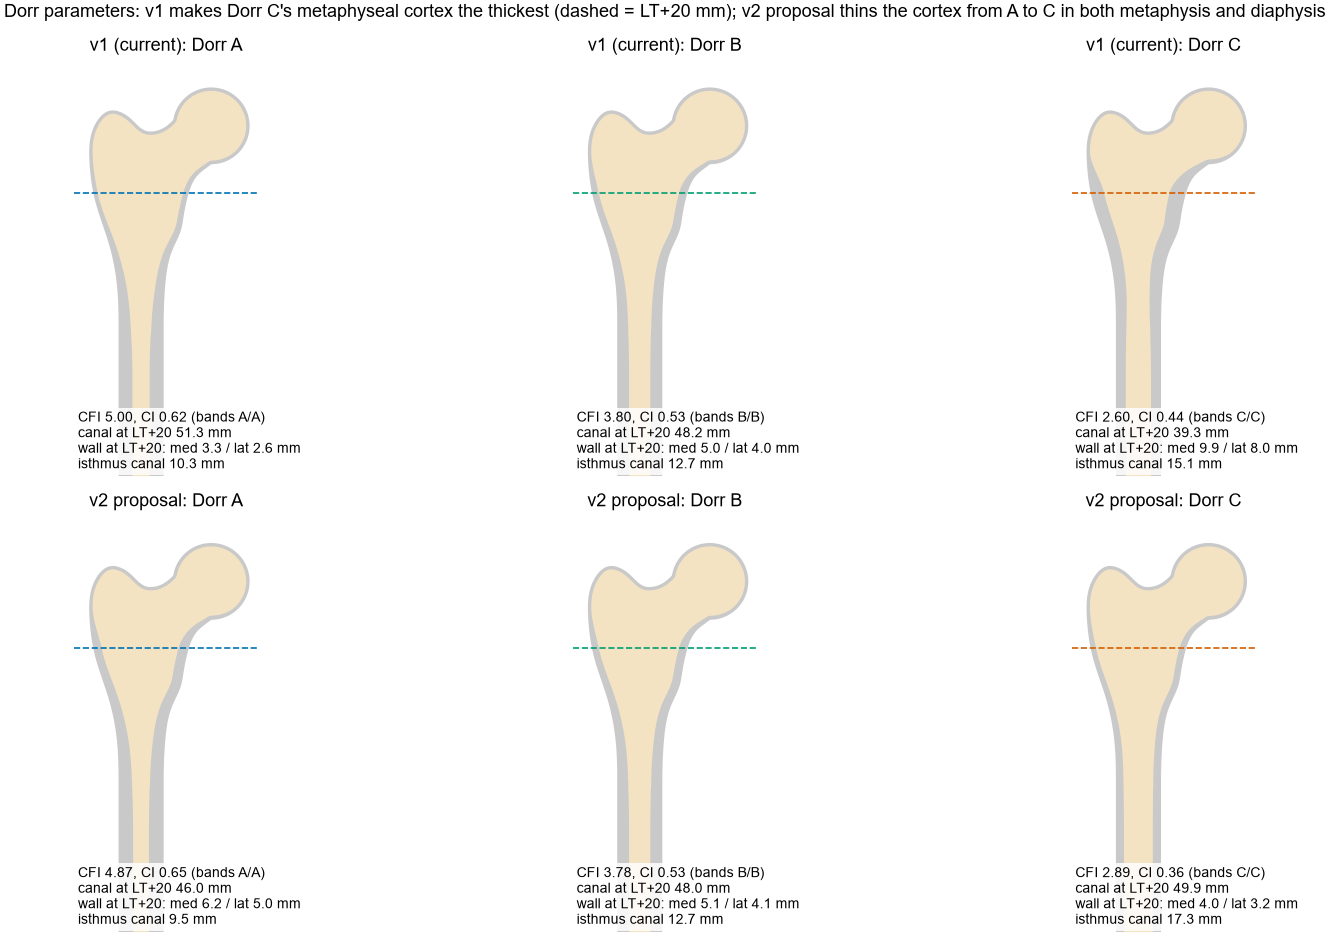 Dorr parameters: v1 makes Dorr C's metaphyseal cortex the thickest (dashed = LT+20 mm); v2 proposal thins the cortex from A to C in both metaphysis and diaphysis
v1 (current): Dorr A
v1 (current): Dorr B
v1 (current): Dorr C
CFI 5.00, CI 0.62 (bands A/A)
canal at LT+20 51.3 mm
wall at LT+20: med 3.3 / lat 2.6 mm
isthmus canal 10.3 mm
CFI 3.80, CI 0.53 (bands B/B)
canal at LT+20 48.2 mm
wall at LT+20: med 5.0 / lat 4.0 mm
isthmus canal 12.7 mm
CFI 2.60, CI 0.44 (bands C/C)
canal at LT+20 39.3 mm
wall at LT+20: med 9.9 / lat 8.0 mm
isthmus canal 15.1 mm
v2 proposal: Dorr A
v2 proposal: Dorr B
v2 proposal: Dorr C
CFI 4.87, CI 0.65 (bands A/A)
canal at LT+20 46.0 mm
wall at LT+20: med 6.2 / lat 5.0 mm
isthmus canal 9.5 mm
CFI 3.78, CI 0.53 (bands B/B)
canal at LT+20 48.0 mm
wall at LT+20: med 5.1 / lat 4.1 mm
isthmus canal 12.7 mm
CFI 2.89, CI 0.36 (bands C/C)
canal at LT+20 49.9 mm
wall at LT+20: med 4.0 / lat 3.2 mm
isthmus canal 17.3 mm